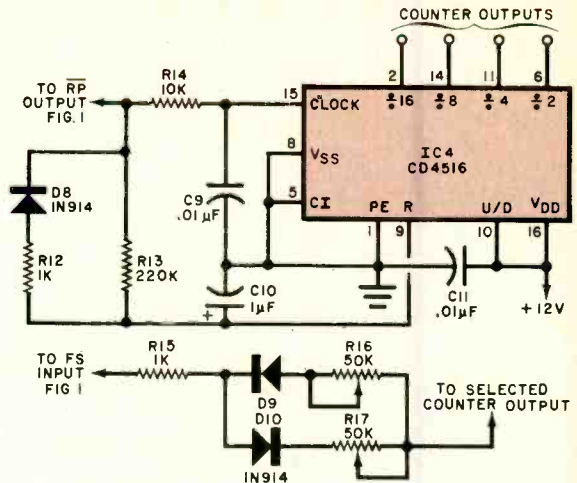 COUNTER OUTPUTS
2 14 11 6
÷16 ÷8 ÷4 ÷2
TO RP
OUTPUT
FIG. 1
R14
10K
15
CLOCK
8
VSS
5
CI
IC4
CD4516
PE R U/D VDD
1 9 10 16
D8
1N914
R12
1K
R13
220K
C9
.01µF
C10
1µF
+
C11
.01µF
+12V
TO FS
INPUT
FIG 1
R15
1K
D9
D10
1N914
R16
50K
R17
50K
TO SELECTED
COUNTER OUTPUT